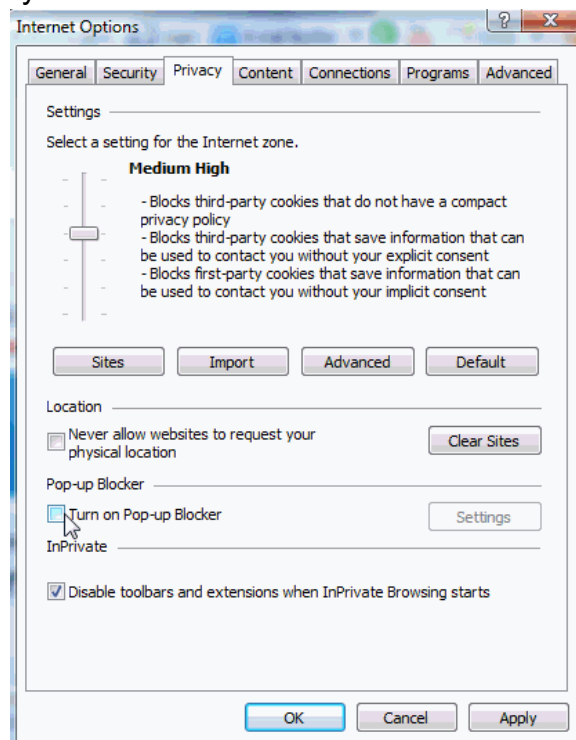 Internet Options
General Security Privacy Content Connections Programs Advanced
Settings
Select a setting for the Internet zone.
Medium High
- Blocks third-party cookies that do not have a compact
privacy policy
- Blocks third-party cookies that save information that can
be used to contact you without your explicit consent
- Blocks first-party cookies that save information that can
be used to contact you without your implicit consent
Sites Import Advanced Default
Location
Never allow websites to request your
physical location
Clear Sites
Pop-up Blocker
Turn on Pop-up Blocker
Settings
InPrivate
Disable toolbars and extensions when InPrivate Browsing starts
OK Cancel Apply